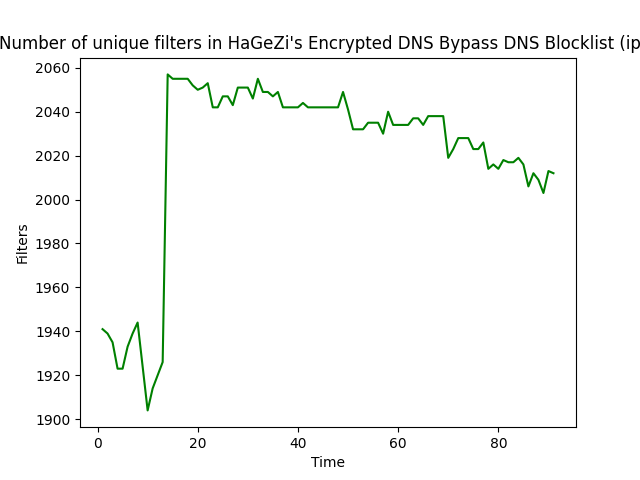 Number of unique filters in HaGeZi's Encrypted DNS Bypass DNS Blocklist (ip
2060
2040
2020
2000
1980
1960
1940
1920
1900
Filters
0 20 40 60 80
Time